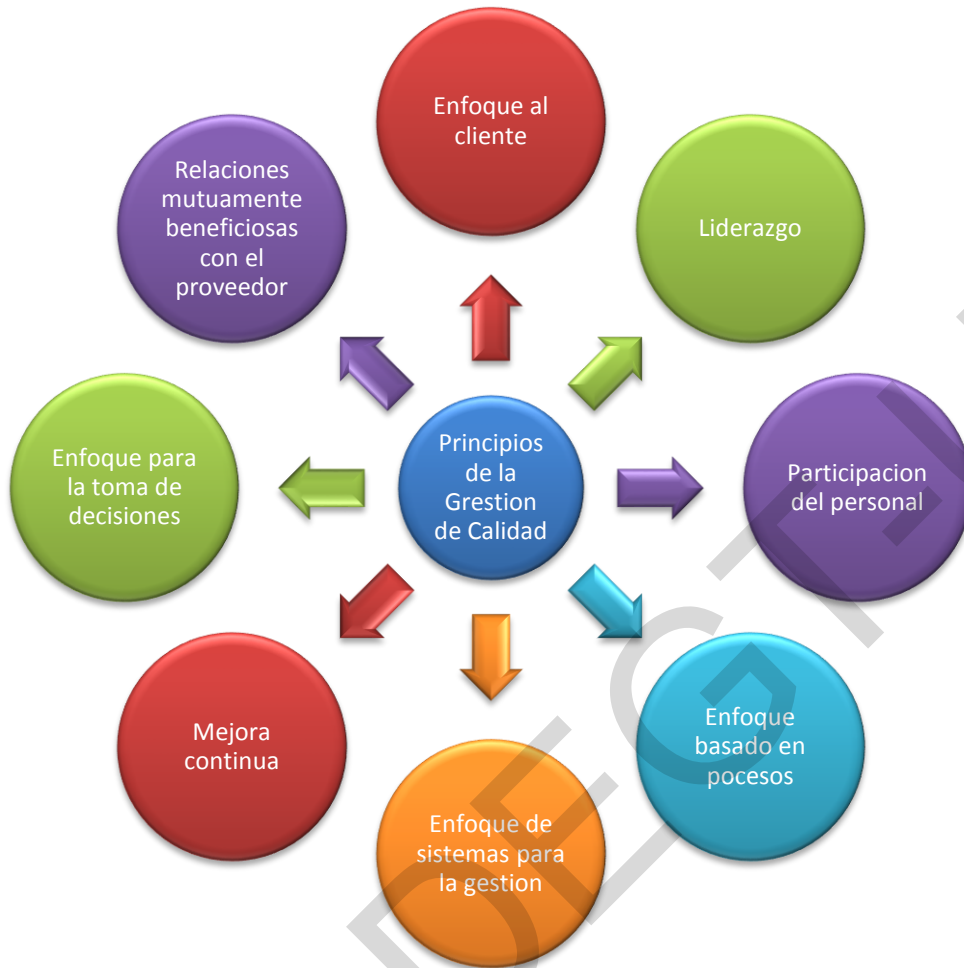 Enfoque al
cliente
Liderazgo
Participacion
del personal
Enfoque
basado en
pocesos
Enfoque de
sistemas para
la gestion
Mejora
continua
Enfoque para
la toma de
decisiones
Relaciones
mutuamente
beneficiosas
con el
proveedor
Principios
de la
Grestion
de Calidad